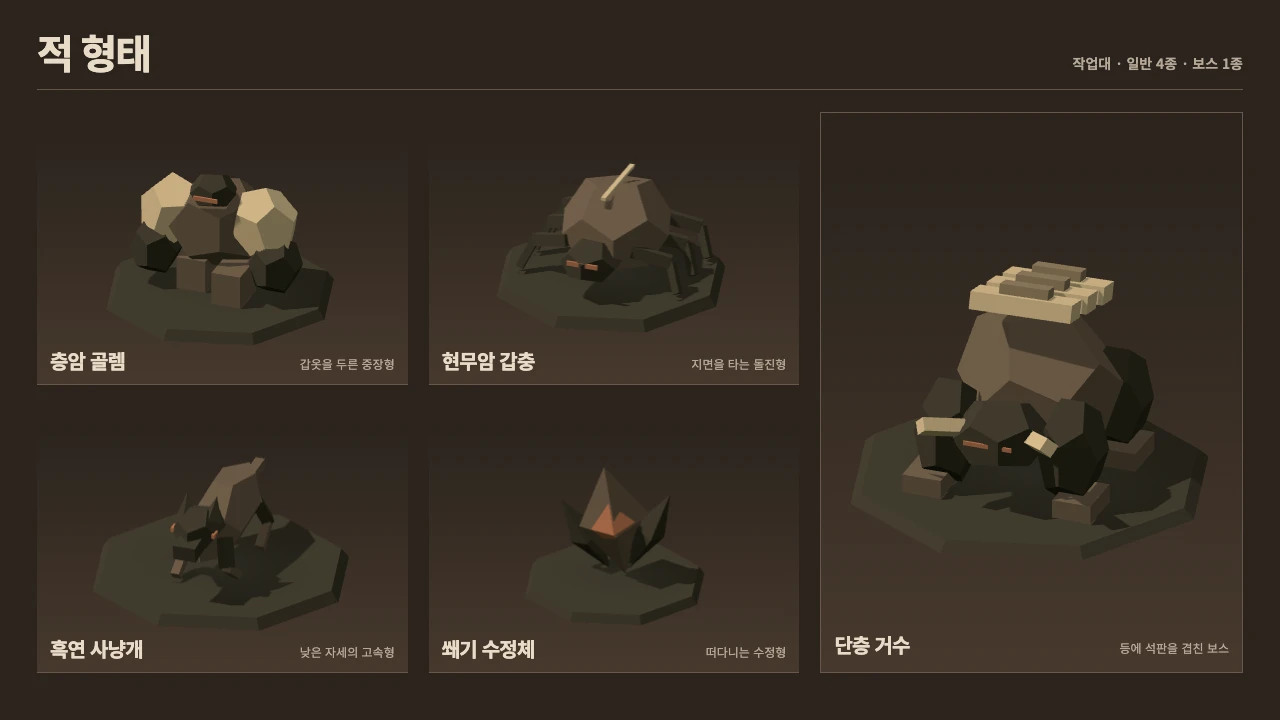 적 형태
작업대 · 일반 4종 · 보스 1종
층암 골렘
갑옷을 두른 중장형
현무암 갑충
지면을 타는 돌진형
흑연 사냥개
낮은 자세의 고속형
쐐기 수정체
떠다니는 수정형
단층 거수
등에 석판을 겹친 보스